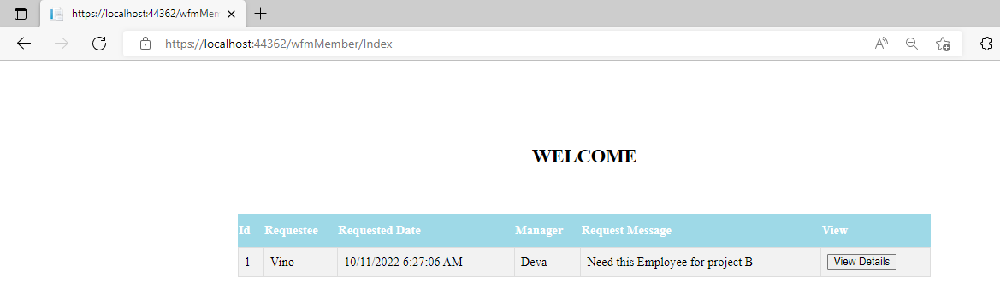 https://localhost:44362/wfmMem
https://localhost:44362/wfmMember/Index
WELCOME
Id Requestee Requested Date Manager Request Message View
1 Vino 10/11/2022 6:27:06 AM Deva Need this Employee for project B View Details